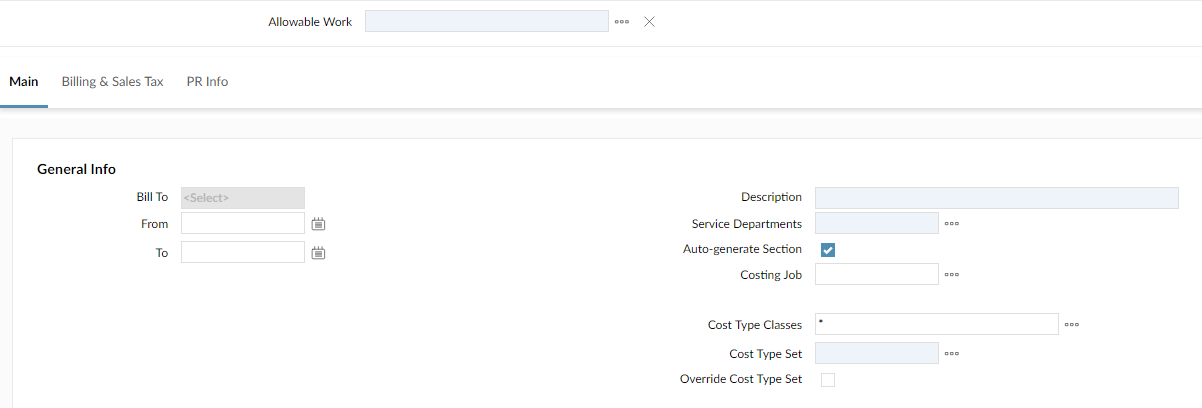 Allowable Work
Main Billing & Sales Tax PR Info
General Info
Bill To <Select>
From
To
Description
Service Departments
Auto-generate Section
Costing Job
Cost Type Classes *
Cost Type Set
Override Cost Type Set